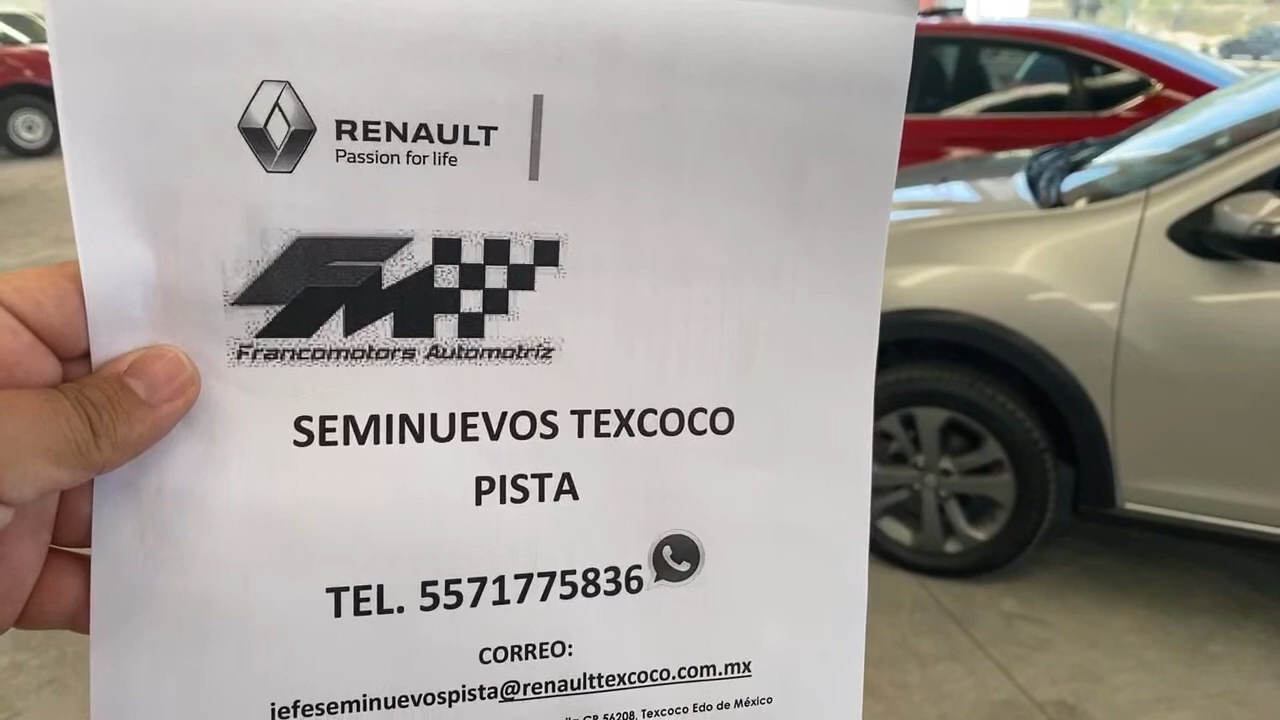 RENAULT
Passion for life
FM
Francomotors Automotriz
SEMINUEVOS TEXCOCO
PISTA
TEL. 5571775836
CORREO:
jefeseminuevospista@renaulttexcoco.com.mx
CP 56208, Texcoco Edo de México